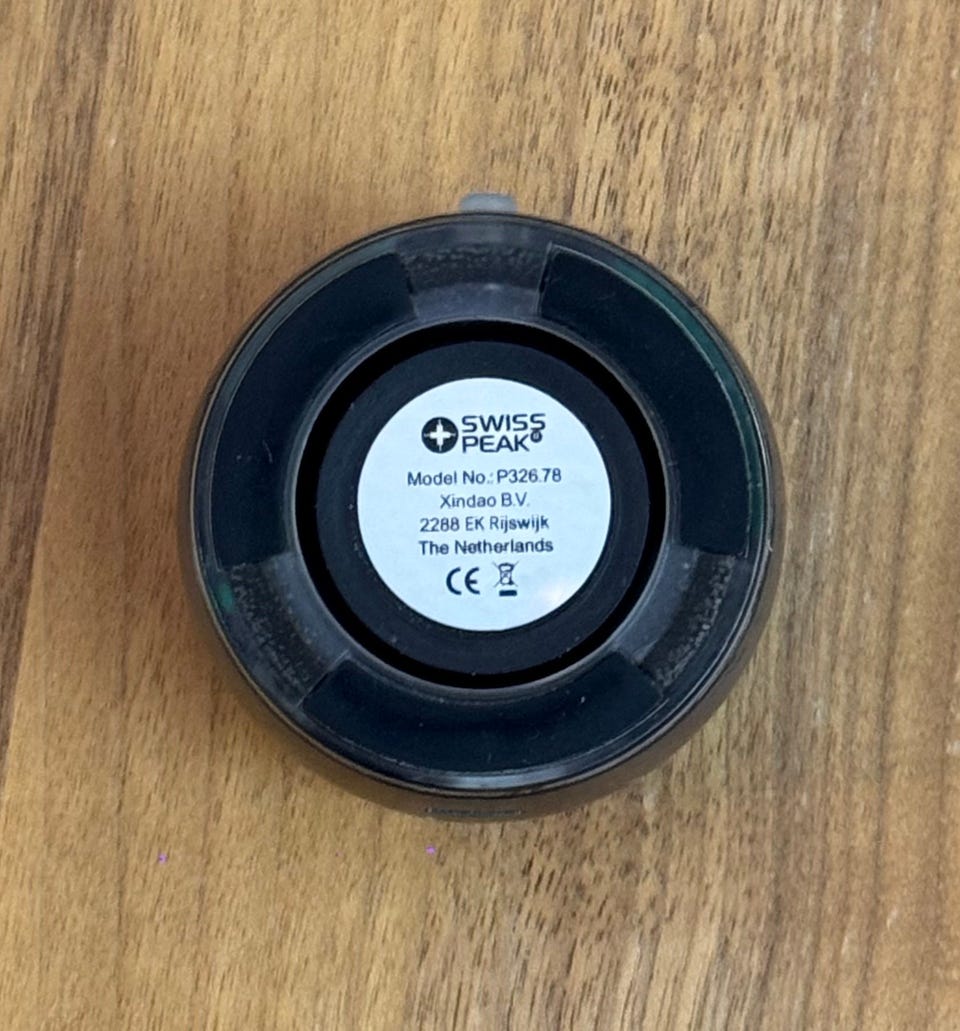 SWISS
PEAK®
Model No.: P326.78
Xindao B.V.
2288 EK Rijswijk
The Netherlands
CE